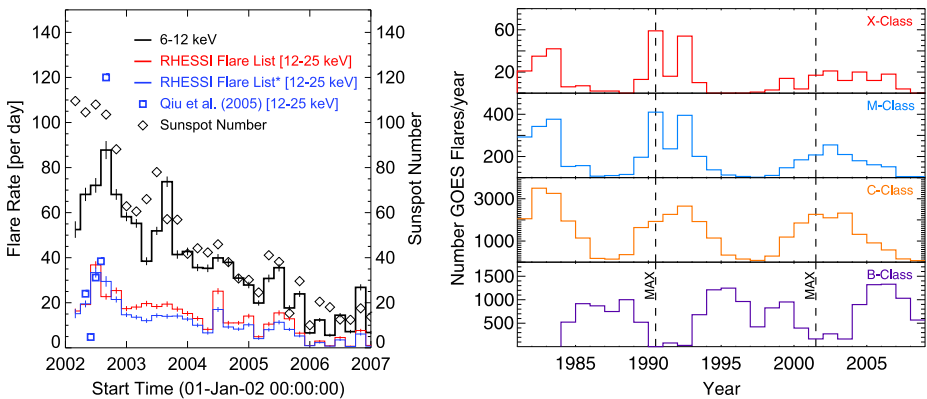 140
120
100
80
60
40
20
0
Flare Rate [per day]
6-12 keV
RHESSI Flare List [12-25 keV]
RHESSI Flare List* [12-25 keV]
Qiu et al. (2005) [12-25 keV]
Sunspot Number
140
120
100
80
60
40
20
0
Sunspot Number
2002 2003 2004 2005 2006 2007
Start Time (01-Jan-02 00:00:00)
Number GOES Flares/year
80
60
20
X-Class
400
200
M-Class
3000
1000
C-Class
1500
1000
500
B-Class
MAX
MAX
1985 1990 1995 2000 2005
Year